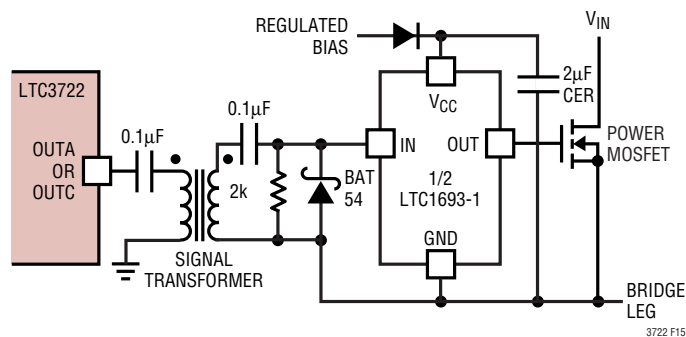 REGULATED
BIAS
V_IN
LTC3722
0.1μF
0.1μF
V_CC
2μF
CER
OUTA
OR
OUTC
IN
OUT
POWER
MOSFET
2k
BAT
54
1/2
LTC1693-1
GND
SIGNAL
TRANSFORMER
BRIDGE
LEG
3722 F15